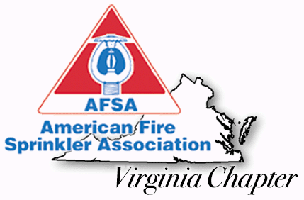 AFSA
American Fire
Sprinkler Association
Virginia Chapter